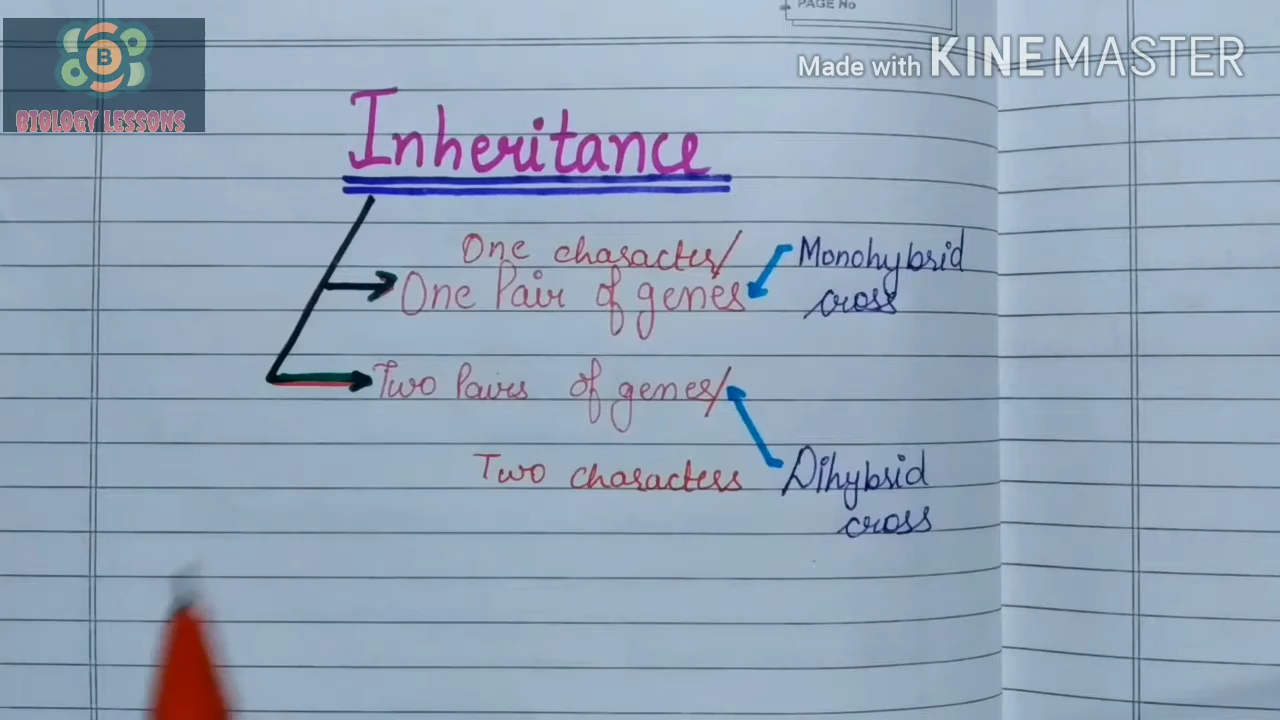 PAGE No
Made with KINEMASTER
B
BIOLOGY LESSONS
Inheritance
One character/
One Pair of genes
Monohybrid
cross
Two Pairs of genes/
Two characters
Dihybrid
cross